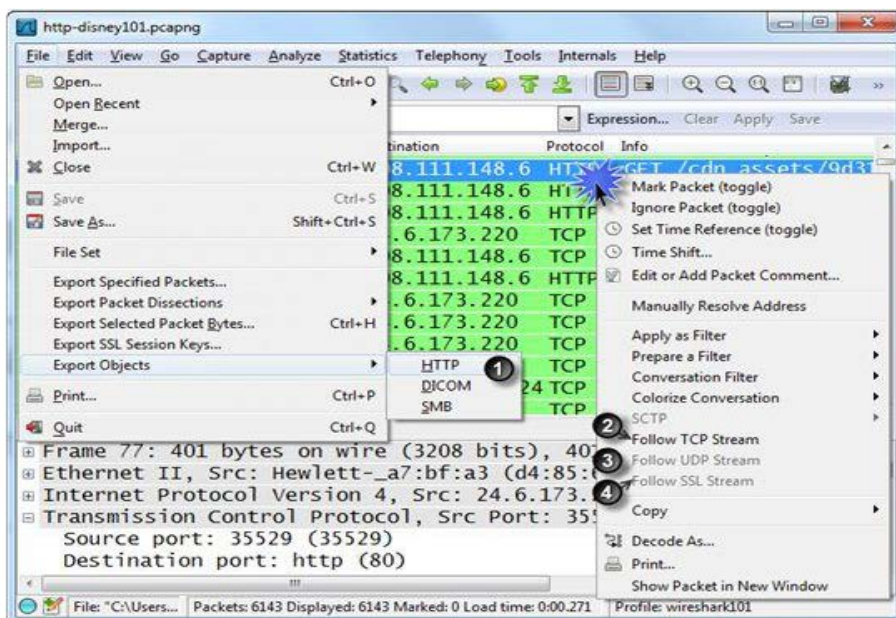 http-disney101.pcapng
File Edit View Go Capture Analyze Statistics Telephony Tools Internals Help
Open... Ctrl+O
Open Recent
Merge...
Import...
Close Ctrl+W
Save Ctrl+S
Save As... Shift+Ctrl+S
File Set
Export Specified Packets...
Export Packet Dissections
Export Selected Packet Bytes... Ctrl+H
Export SSL Session Keys...
Export Objects
Print... Ctrl+P
Quit Ctrl+Q
HTTP 1
DICOM
SMB
Expression... Clear Apply Save
tination Protocol Info
8.111.148.6 GET /cdn_assets/9d3
8.111.148.6
8.111.148.6 HTTP
.6.173.220 TCP
8.111.148.6 HTTP
.6.173.220 TCP
.6.173.220 TCP
.6.173.220 TCP
TCP
24 TCP
TCP
Mark Packet (toggle)
Ignore Packet (toggle)
Set Time Reference (toggle)
Time Shift...
Edit or Add Packet Comment...
Manually Resolve Address
Apply as Filter
Prepare a Filter
Conversation Filter
Colorize Conversation
SCTP
2 Follow TCP Stream
3 Follow UDP Stream
4 Follow SSL Stream
Copy
Decode As...
Print...
Show Packet in New Window
Frame 77: 401 bytes on wire (3208 bits), 40
Ethernet II, Src: Hewlett-_a7:bf:a3 (d4:85:
Internet Protocol Version 4, Src: 24.6.173.
Transmission Control Protocol, Src Port: 35
Source port: 35529 (35529)
Destination port: http (80)
File: "C:\Users... Packets: 6143 Displayed: 6143 Marked: 0 Load time: 0:00.271 Profile: wireshark101